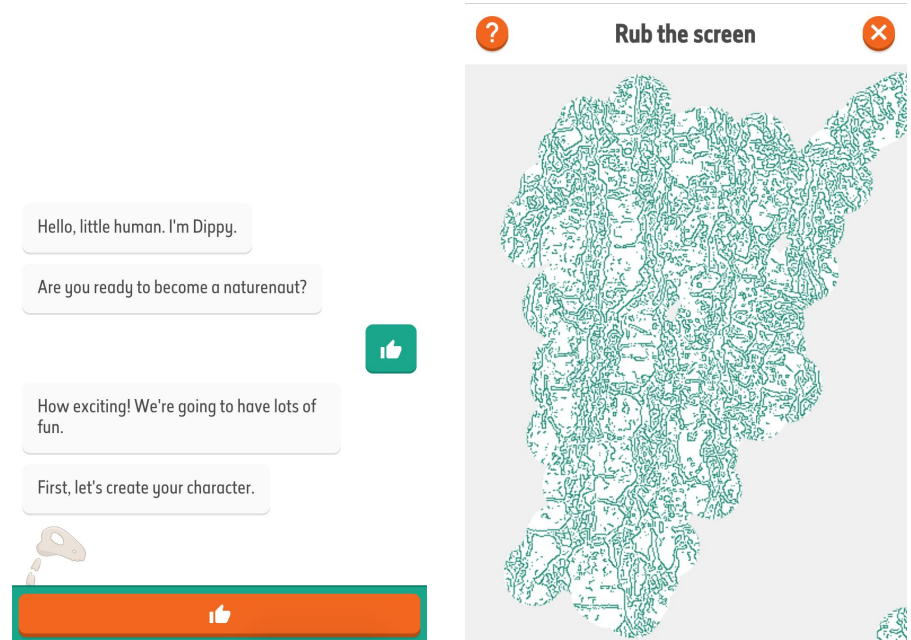 Hello, little human. I'm Dippy.
Are you ready to become a naturenaut?
How exciting! We're going to have lots of
fun.
First, let's create your character.
?
Rub the screen